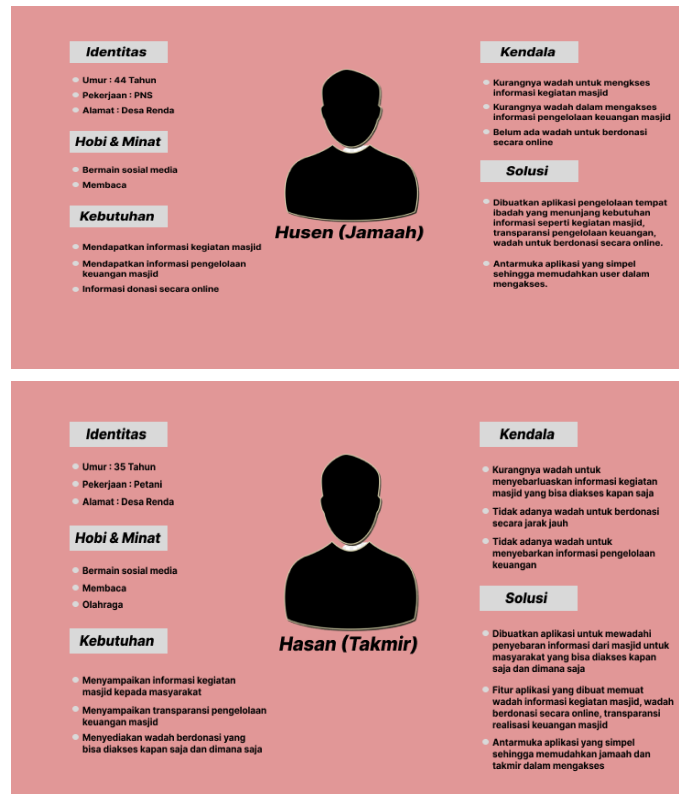 Identitas
Umur : 44 Tahun
Pekerjaan : PNS
Alamat : Desa Renda
Hobi & Minat
Bermain sosial media
Membaca
Kebutuhan
Mendapatkan informasi kegiatan masjid
Mendapatkan informasi pengelolaan
keuangan masjid
Informasi donasi secara online
Husen (Jamaah)
Kendala
Kurangnya wadah untuk mengkses
informasi kegiatan masjid
Kurangnya wadah dalam mengakses
informasi pengelolaan keuangan masjid
Belum ada wadah untuk berdonasi
secara online
Solusi
Dibuatkan aplikasi pengelolaan tempat
ibadah yang menunjang kebutuhan
informasi seperti kegiatan masjid,
transparansi pengelolaan keuangan,
wadah untuk berdonasi secara online.
Antarmuka aplikasi yang simpel
sehingga memudahkan user dalam
mengakses.
Identitas
Umur : 35 Tahun
Pekerjaan : Petani
Alamat : Desa Renda
Hobi & Minat
Bermain sosial media
Membaca
Olahraga
Kebutuhan
Menyampaikan informasi kegiatan
masjid kepada masyarakat
Menyampaikan transparansi pengelolaan
keuangan masjid
Menyediakan wadah berdonasi yang
bisa diakses kapan saja dan dimana saja
Hasan (Takmir)
Kendala
Kurangnya wadah untuk
menyebarluaskan informasi kegiatan
masjid yang bisa diakses kapan saja
Tidak adanya wadah untuk berdonasi
secara jarak jauh
Tidak adanya wadah untuk
menyebarkan informasi pengelolaan
keuangan
Solusi
Dibuatkan aplikasi untuk mewadahi
penyebaran informasi dari masjid untuk
masyarakat yang bisa diakses kapan
saja dan dimana saja
Fitur aplikasi yang dibuat memuat
wadah informasi kegiatan masjid, wadah
berdonasi secara online, transparansi
realisasi keuangan masjid
Antarmuka aplikasi yang simpel
sehingga memudahkan jamaah dan
takmir dalam mengakses